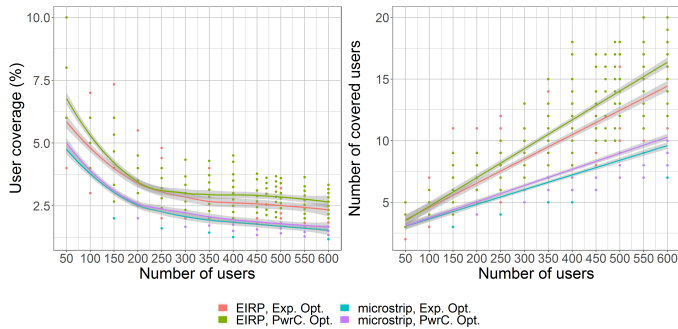 User coverage (%)
10.0
7.5
5.0
2.5
50 100 150 200 250 300 350 400 450 500 550 600
Number of users
Number of covered users
20
15
10
5
50 100 150 200 250 300 350 400 450 500 550 600
Number of users
EIRP, Exp. Opt.
EIRP, PwrC. Opt.
microstrip, Exp. Opt.
microstrip, PwrC. Opt.